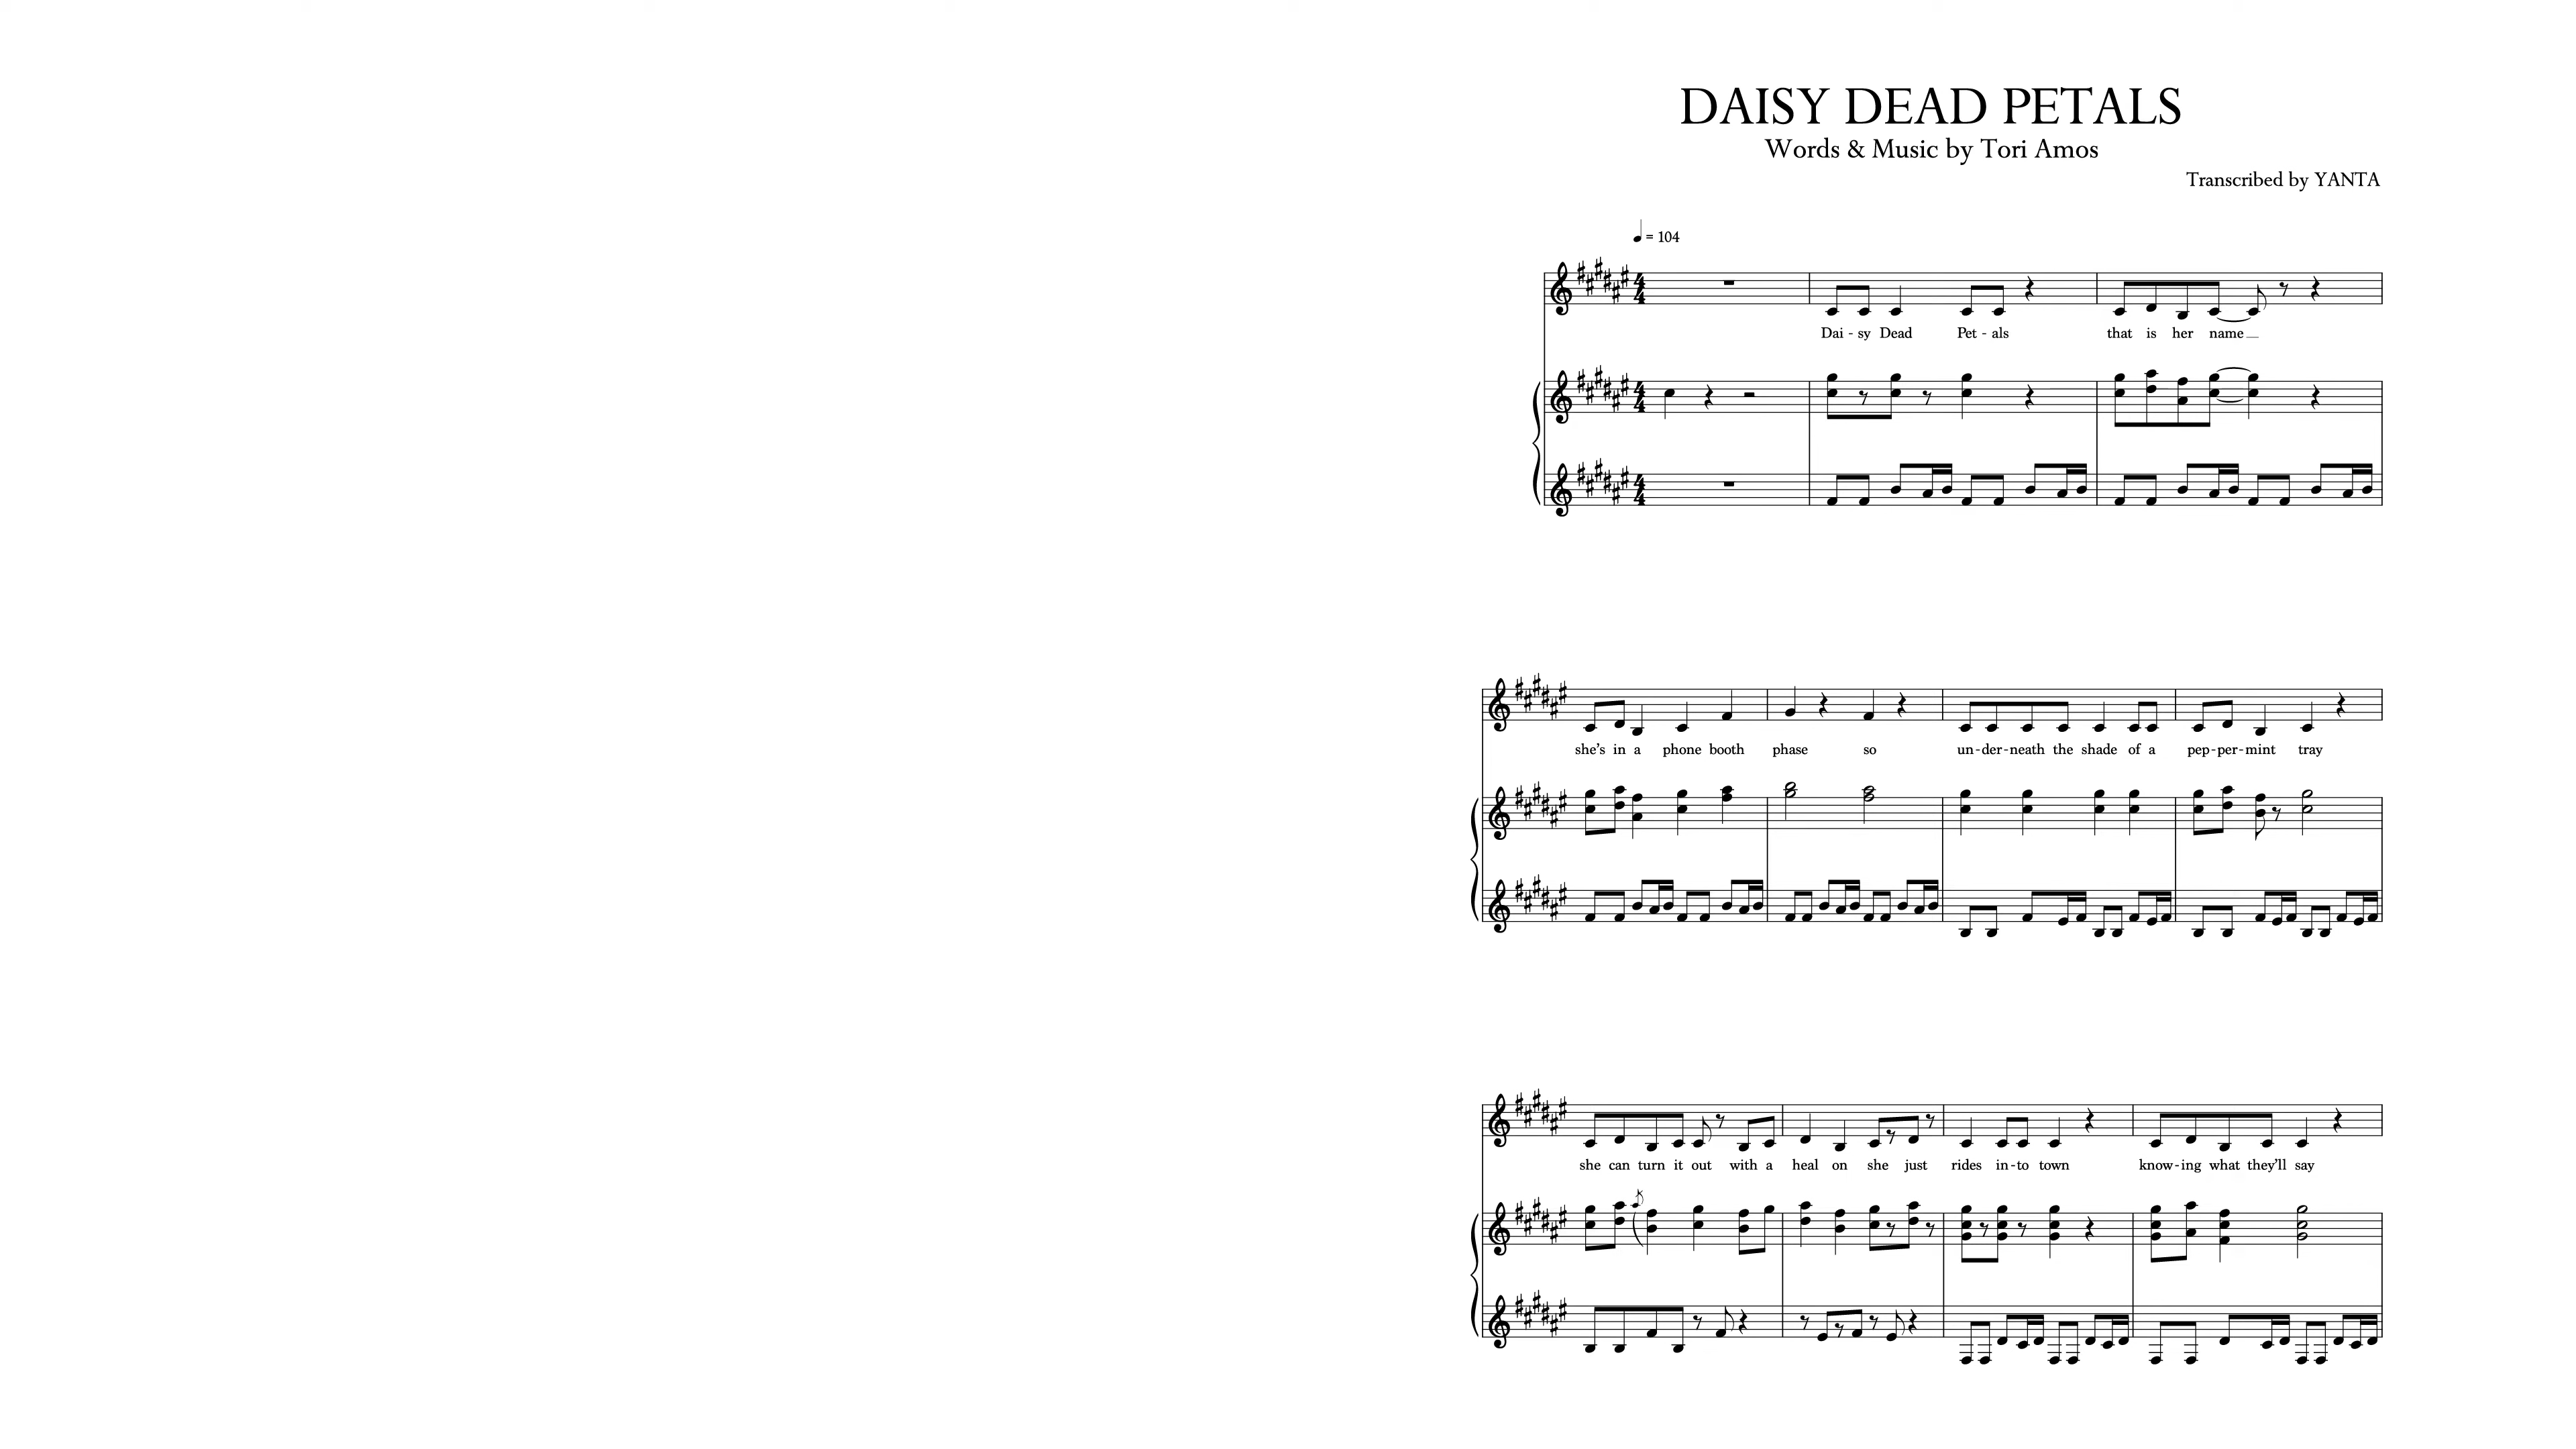 DAISY DEAD PETALS
Words & Music by Tori Amos
Transcribed by YANTA
= 104
Dai - sy Dead Pet - als that is her name
she's in a phone booth phase so un - der - neath the shade of a pep - per - mint tray
she can turn it out with a heal on she just rides in - to town know - ing what they'll say